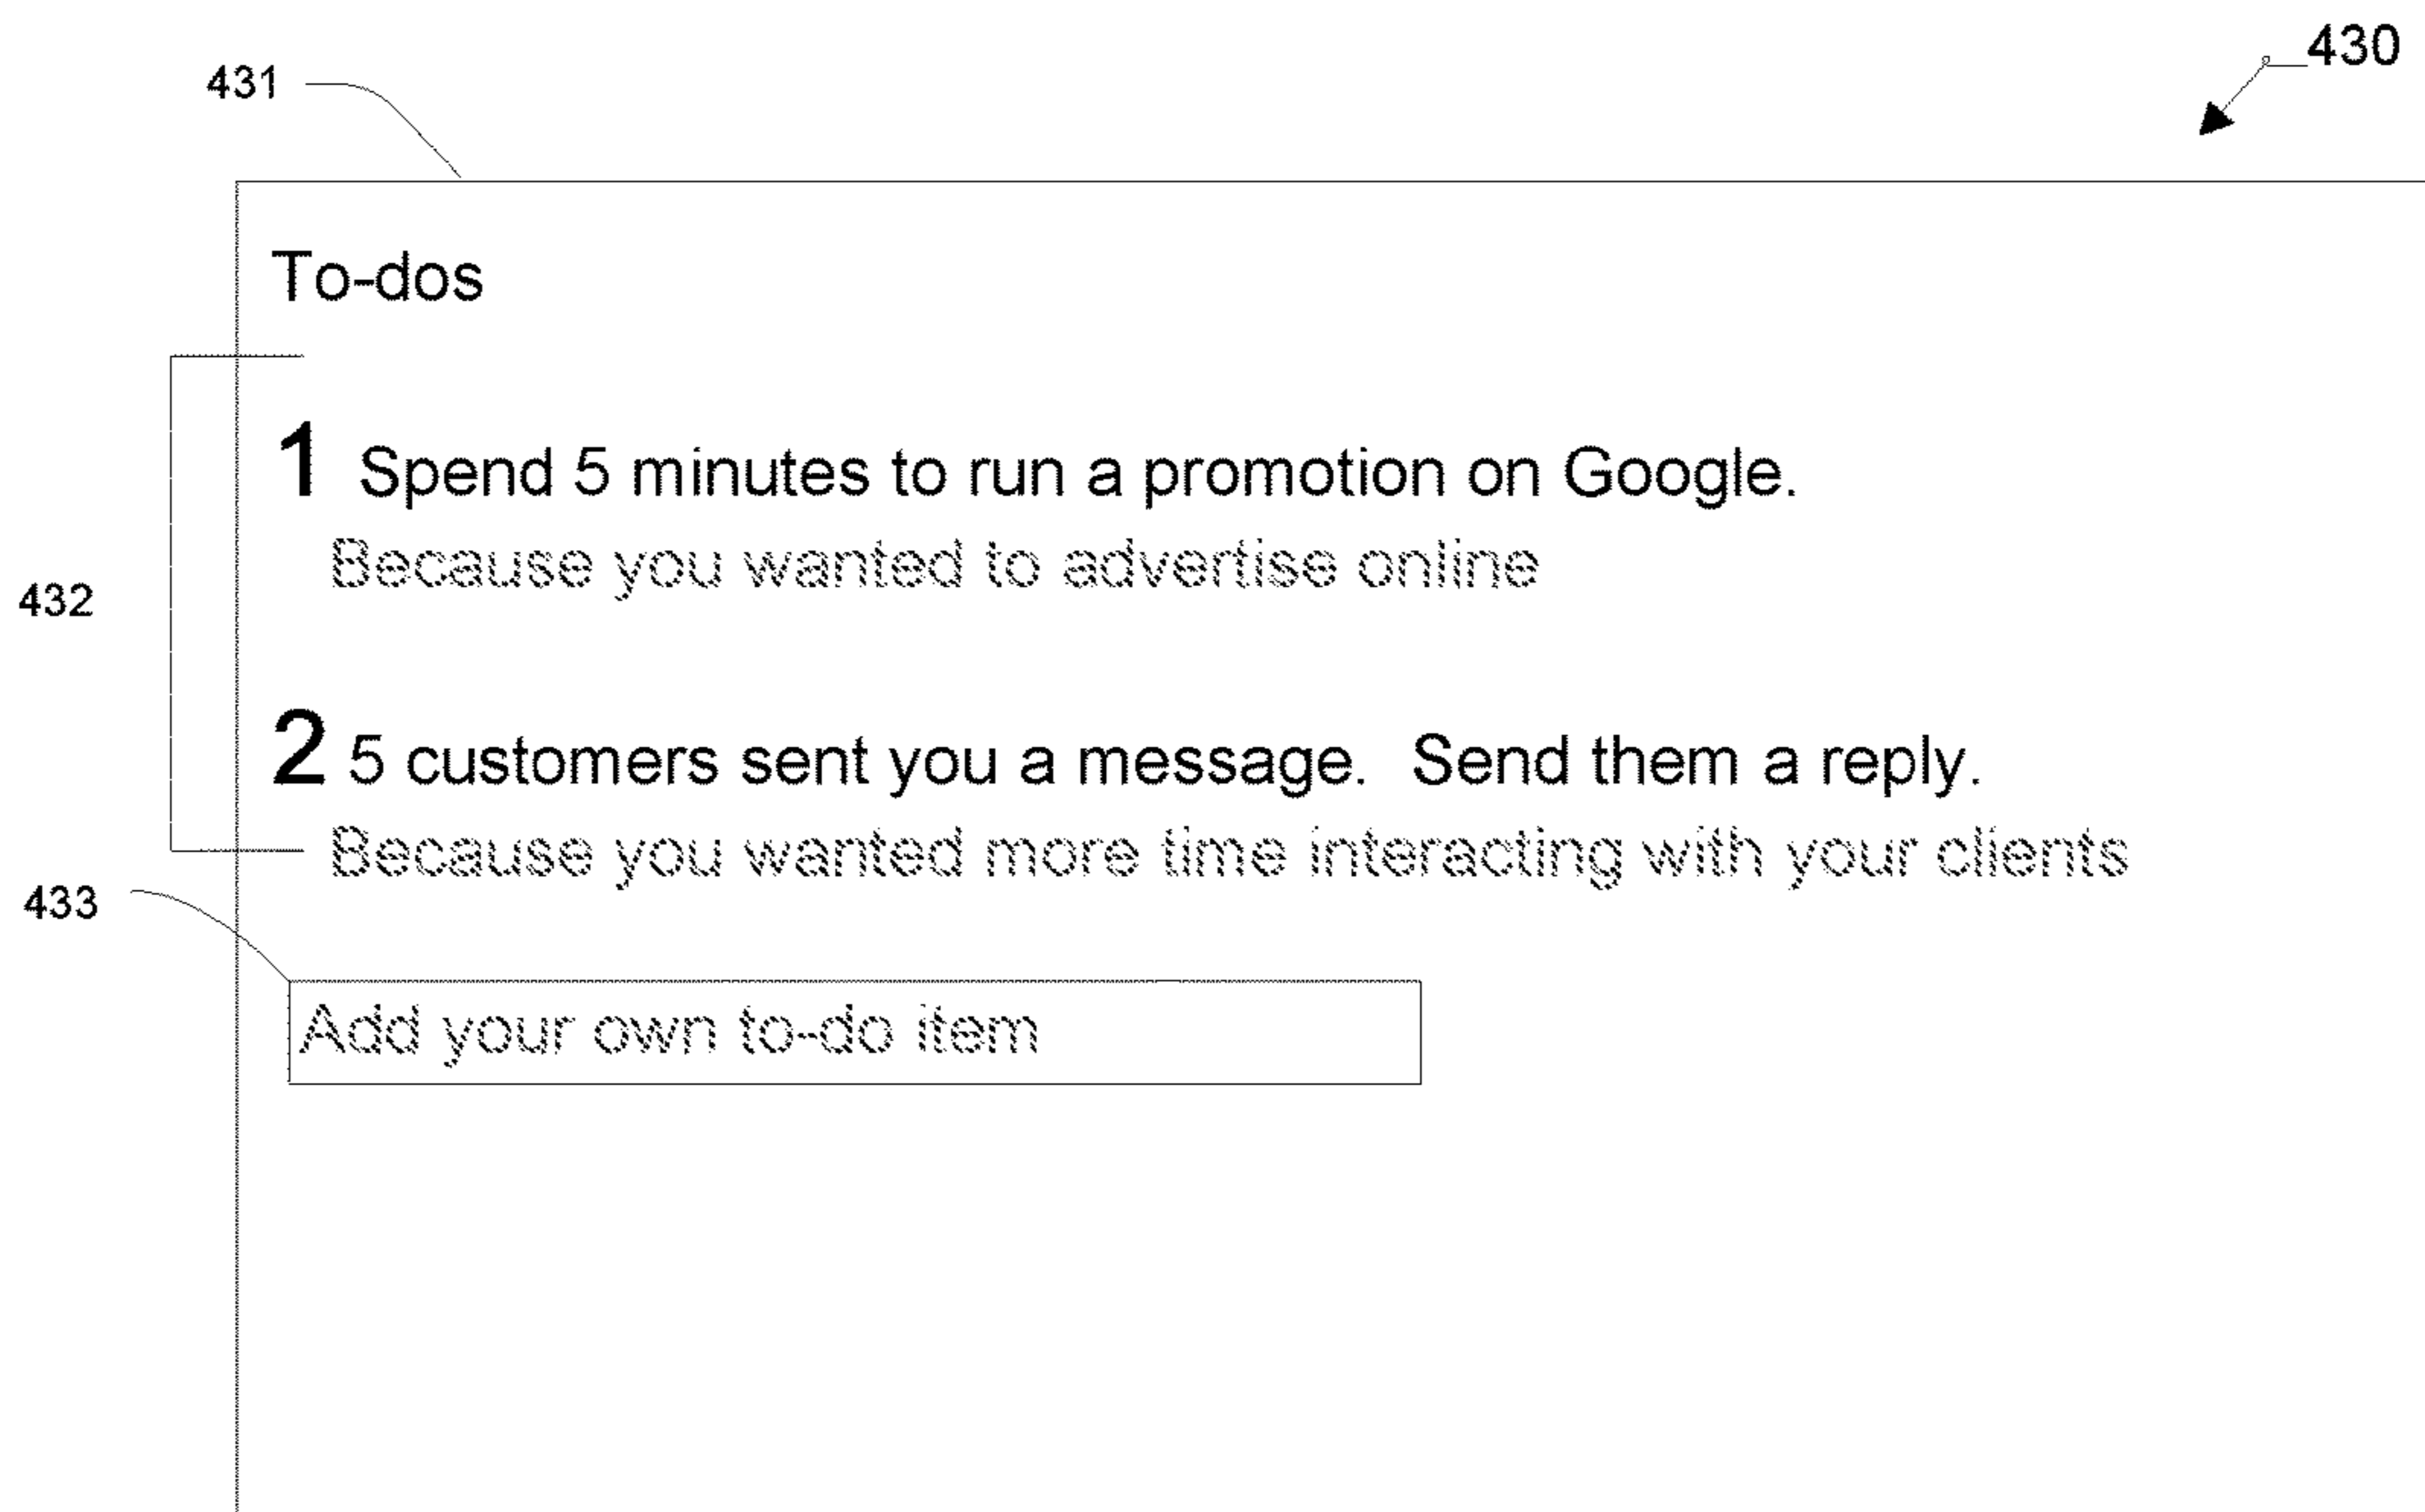 430
431
To-dos
1 Spend 5 minutes to run a promotion on Google.
Because you wanted to advertise online
432
2 5 customers sent you a message. Send them a reply.
Because you wanted more time interacting with your clients
433
Add your own to-do item